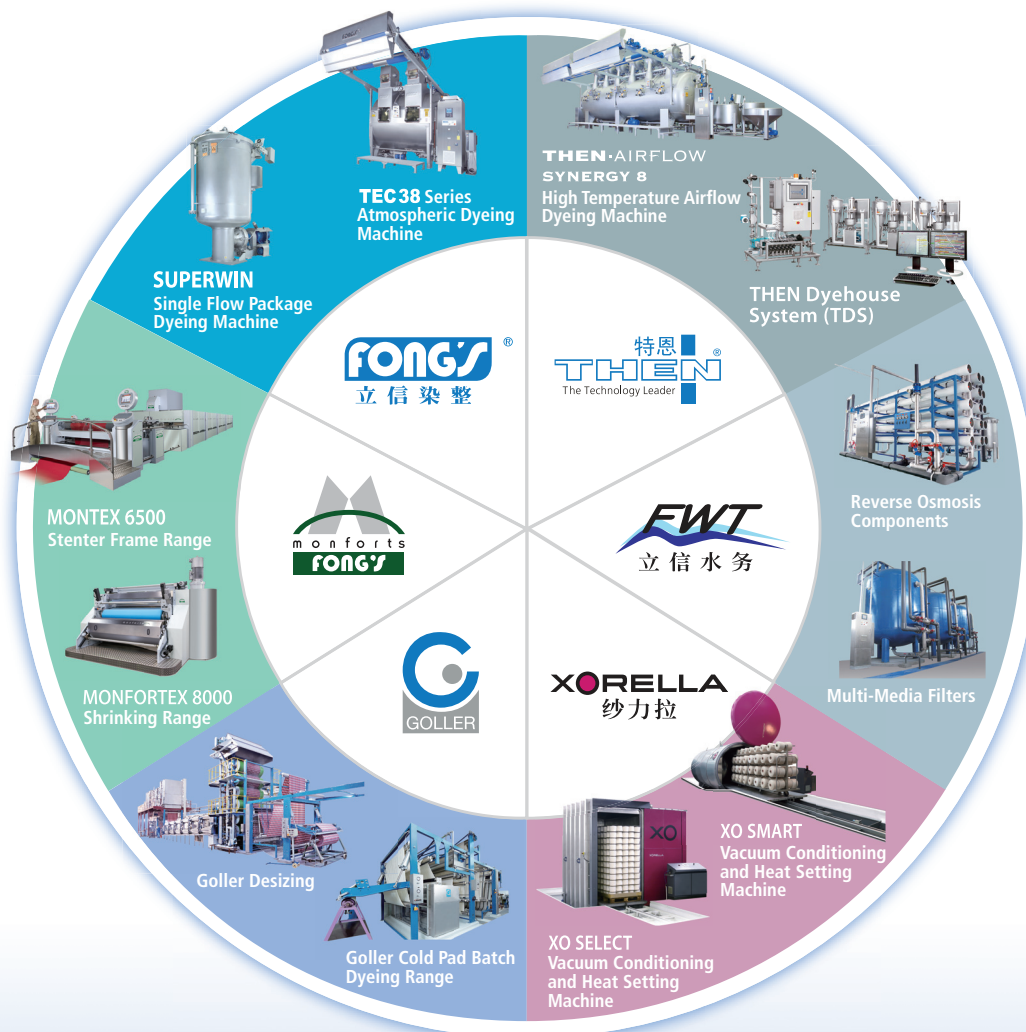 TEC38 Series
Atmospheric Dyeing
Machine
SUPERWIN
Single Flow Package
Dyeing Machine
THEN-AIRFLOW
SYNERGY 8
High Temperature Airflow
Dyeing Machine
THEN Dyehouse
System (TDS)
FONG'S ®
立信染整
特恩
THEN ®
The Technology Leader
MONTEX 6500
Stenter Frame Range
MONFORTEX 8000
Shrinking Range
monforts
FONG'S
FWT
立信水务
Reverse Osmosis
Components
Multi-Media Filters
GOLLER
XORELLA
纱力拉
Goller Desizing
Goller Cold Pad Batch
Dyeing Range
XO
XORELLA
XO SMART
Vacuum Conditioning
and Heat Setting
Machine
XO SELECT
Vacuum Conditioning
and Heat Setting
Machine